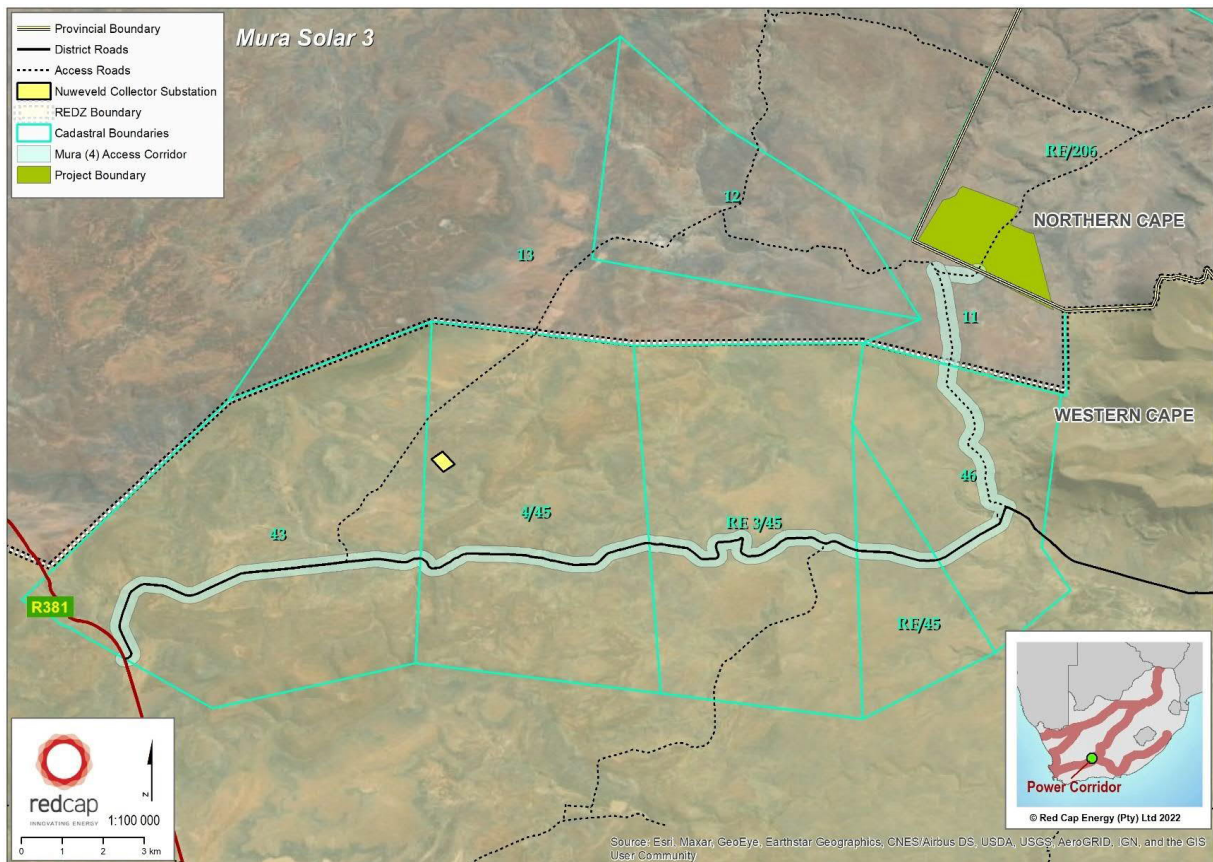 Mura Solar 3
Provincial Boundary
District Roads
Access Roads
Nuweveld Collector Substation
REDZ Boundary
Cadastral Boundaries
Mura (4) Access Corridor
Project Boundary
RE/206
12
NORTHERN CAPE
13
11
WESTERN CAPE
46
4/45
RE 3/45
43
R381
RE/45
redcap
INNOVATING ENERGY
N
1:100 000
0 1 2 3 km
Power Corridor
© Red Cap Energy (Pty) Ltd 2022
Source: Esri, Maxar, GeoEye, Earthstar Geographics, CNES/Airbus DS, USDA, USGS, AeroGRID, IGN, and the GIS
User Community